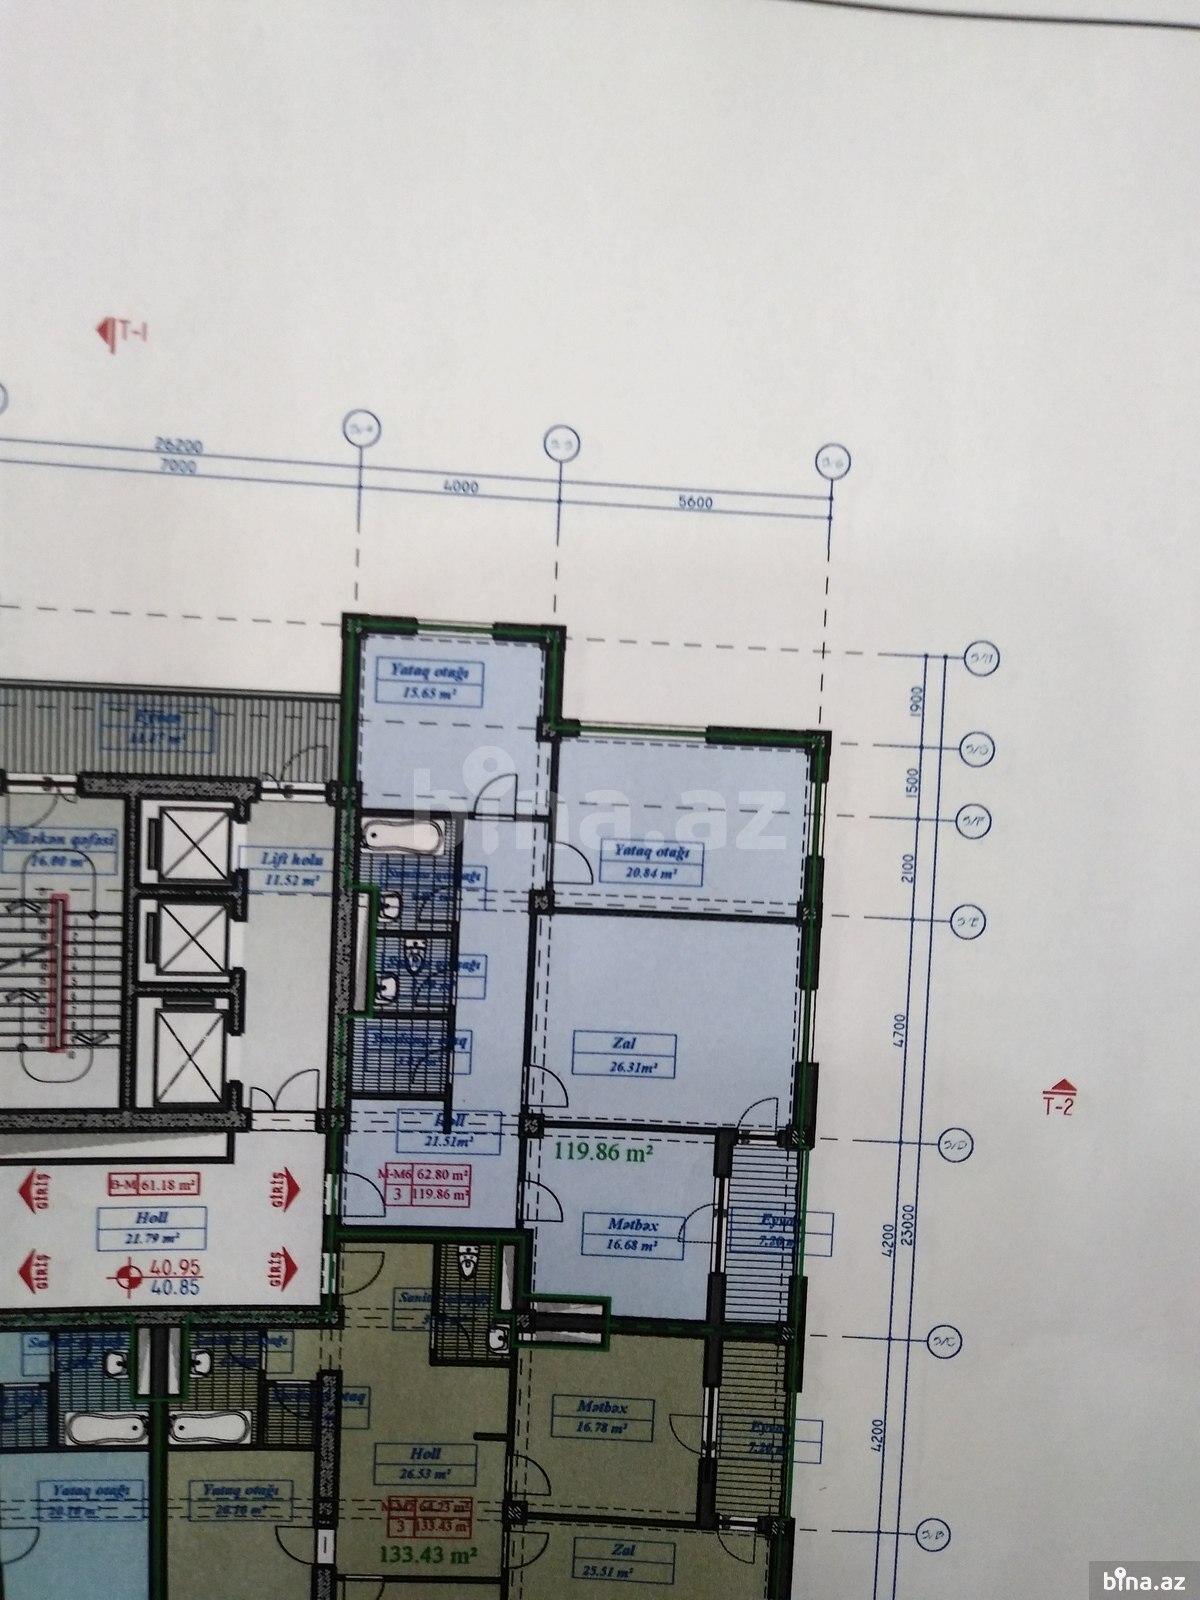 T-1
26200
7000
4000
5600
Yataq otağı
15.65 m²
1900
Eyvan
11.17 m²
1500
bina.az
Pilləkən qəfəsi
16.00 m²
Lift holu
11.52 m²
Yataq otağı
20.84 m²
2100
Zal
26.31m²
4700
T-2
Holl
21.51m²
119.86 m²
M-M6 62.80 m²
3 119.86 m²
GİRİŞ
B-M 61.18 m²
GİRİŞ
Holl
21.79 m²
Mətbəx
16.68 m²
Eyvan
7.20 m²
4200
23000
GİRİŞ
40.95
40.85
GİRİŞ
Mətbəx
16.78 m²
Eyvan
7.20 m²
4200
Holl
26.53 m²
Yataq otağı
Yataq otağı
3 133.43 m²
133.43 m²
Zal
25.51 m²
bina.az